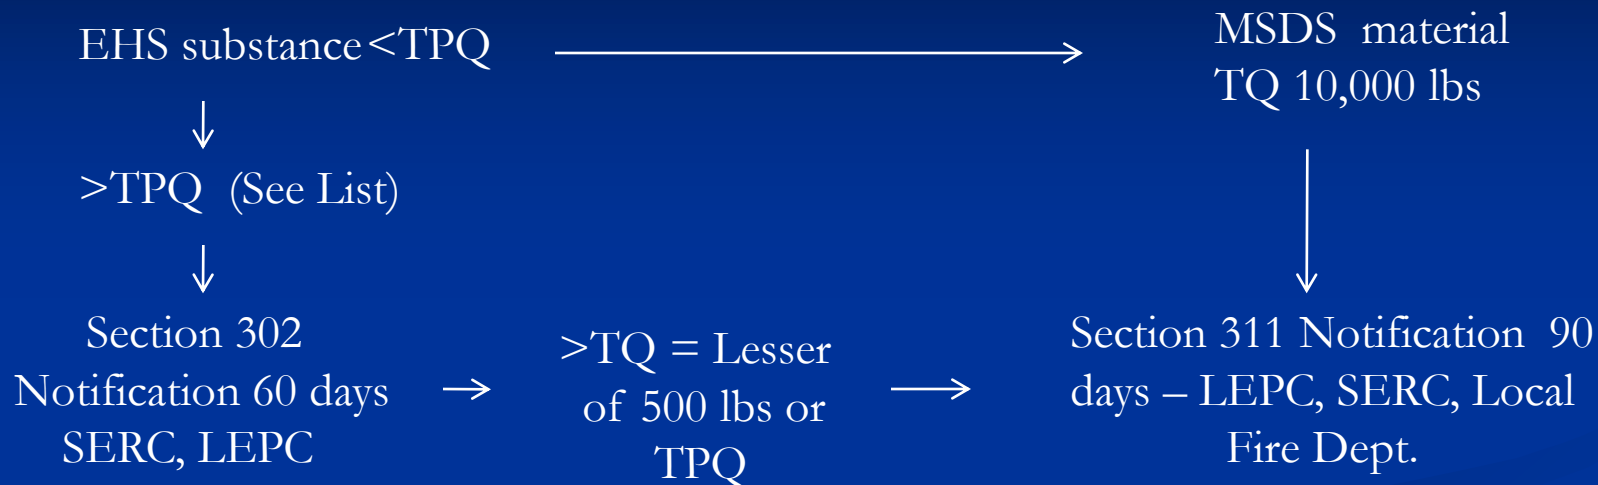 EHS substance <TPQ
MSDS material
TQ 10,000 lbs
>TPQ (See List)
Section 302
Notification 60 days
SERC, LEPC
>TQ = Lesser
of 500 lbs or
TPQ
Section 311 Notification 90
days – LEPC, SERC, Local
Fire Dept.